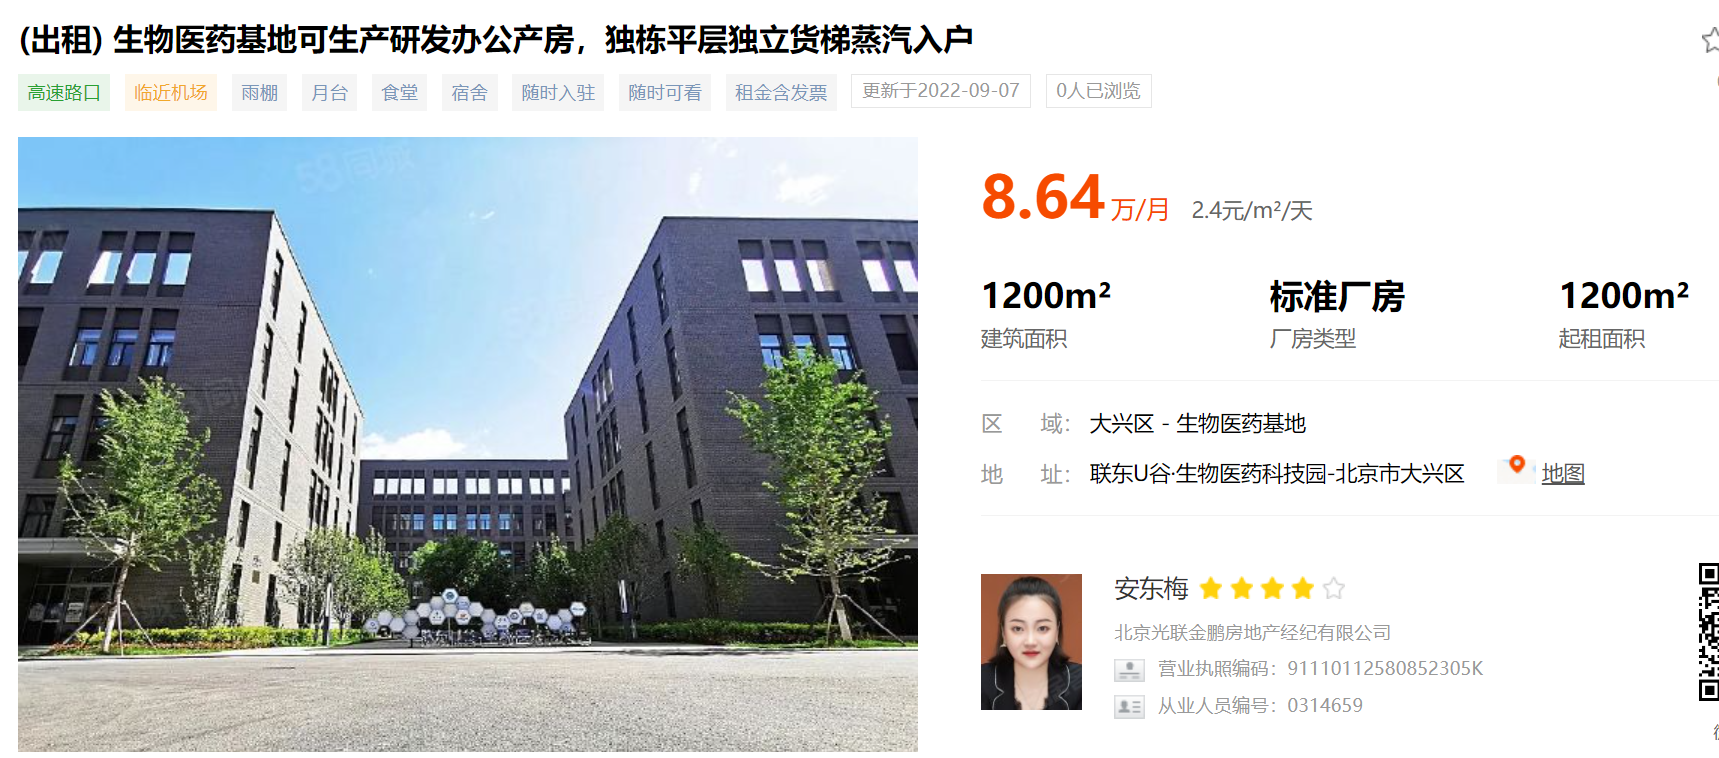 (出租) 生物医药基地可生产研发办公产房，独栋平层独立货梯蒸汽入户
高速路口 临近机场 雨棚 月台 食堂 宿舍 随时入驻 随时可看 租金含发票 更新于2022-09-07 0人已浏览
58同城
8.64万/月 2.4元/m²/天
1200m² 标准厂房 1200m²
建筑面积 厂房类型 起租面积
区 域： 大兴区 - 生物医药基地
地 址： 联东U谷·生物医药科技园-北京市大兴区 地图
安东梅
北京光联金鹏房地产经纪有限公司
营业执照编码：91110112580852305K
从业人员编号：0314659